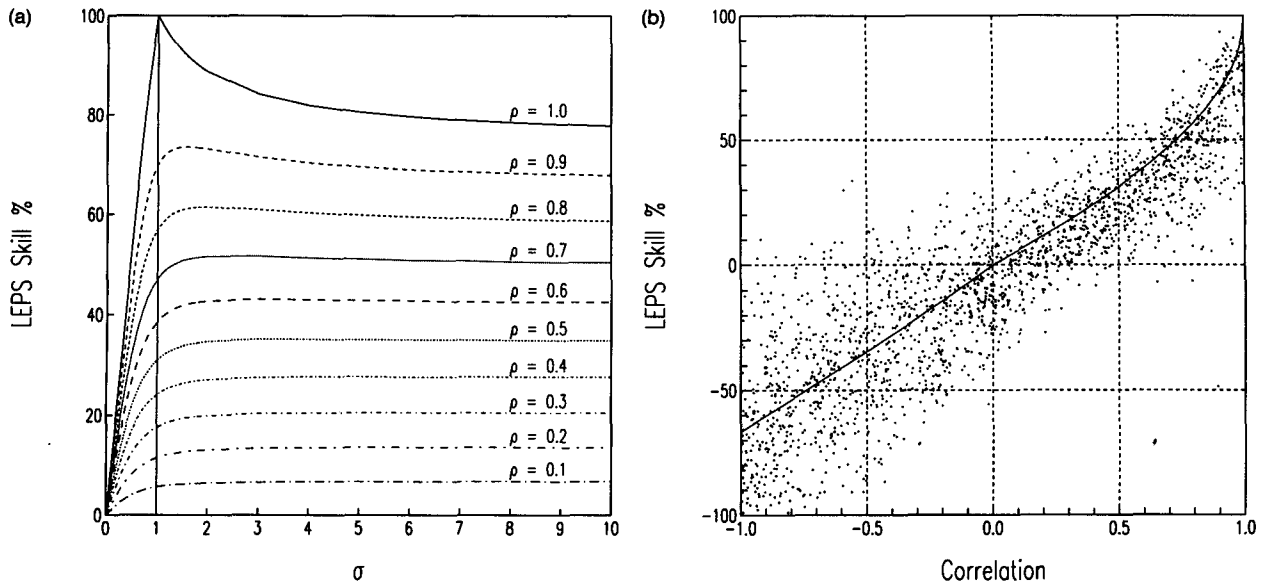 (a)
LEPS Skill %
100
80
60
40
20
0
ρ = 1.0
ρ = 0.9
ρ = 0.8
ρ = 0.7
ρ = 0.6
ρ = 0.5
ρ = 0.4
ρ = 0.3
ρ = 0.2
ρ = 0.1
0 1 2 3 4 5 6 7 8 9 10
σ
(b)
LEPS Skill %
100
50
0
-50
-100
-1.0 -0.5 0.0 0.5 1.0
Correlation